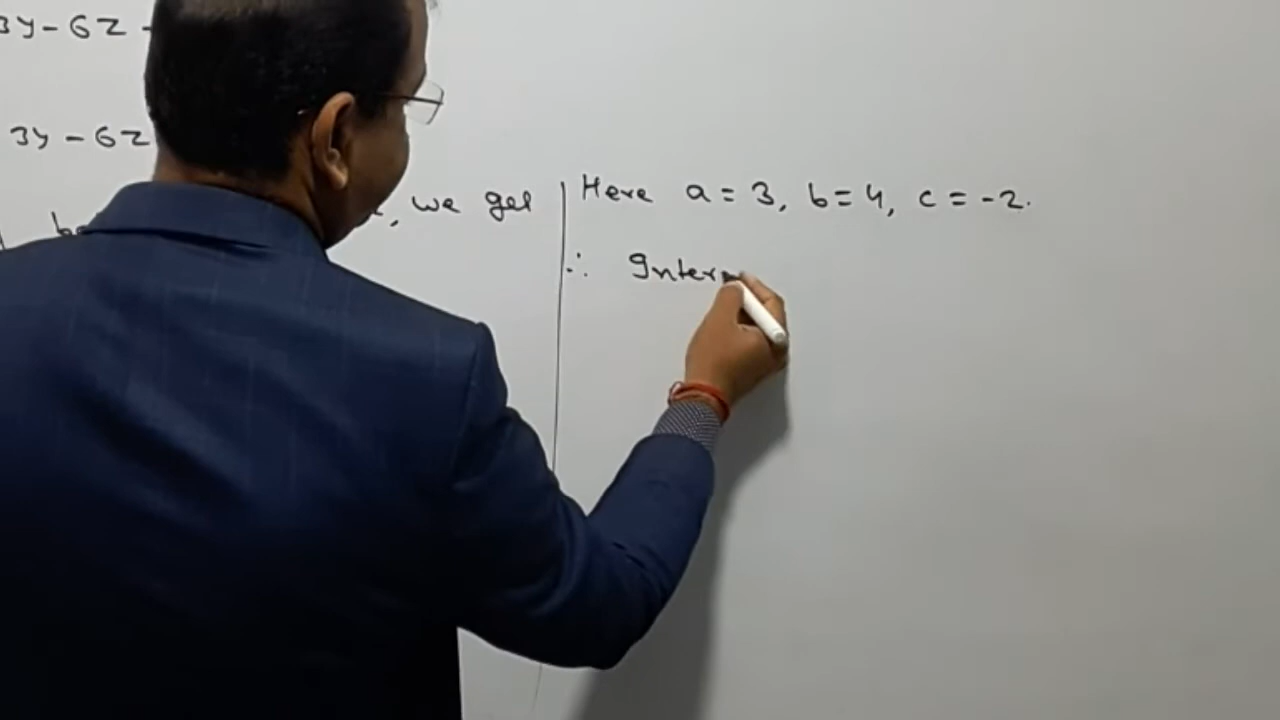 3y - 6z -
3y - 6z
, we get
Here a = 3, b = 4, c = -2.
∴ Inter